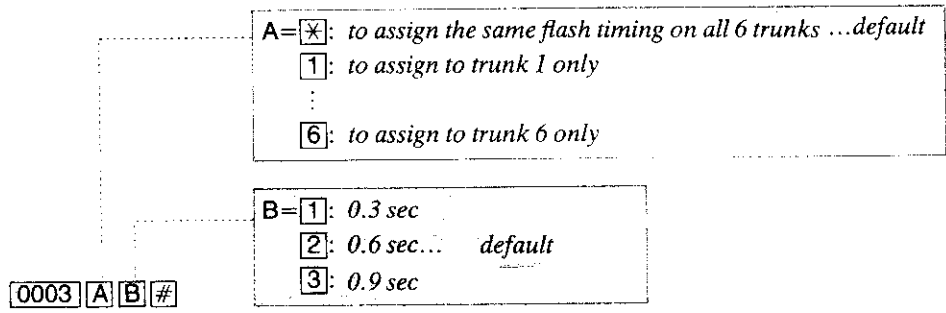 A=*: to assign the same flash timing on all 6 trunks ...default
1: to assign to trunk 1 only
⋮
6: to assign to trunk 6 only
B=1: 0.3 sec
2: 0.6 sec... default
3: 0.9 sec
0003 A B #